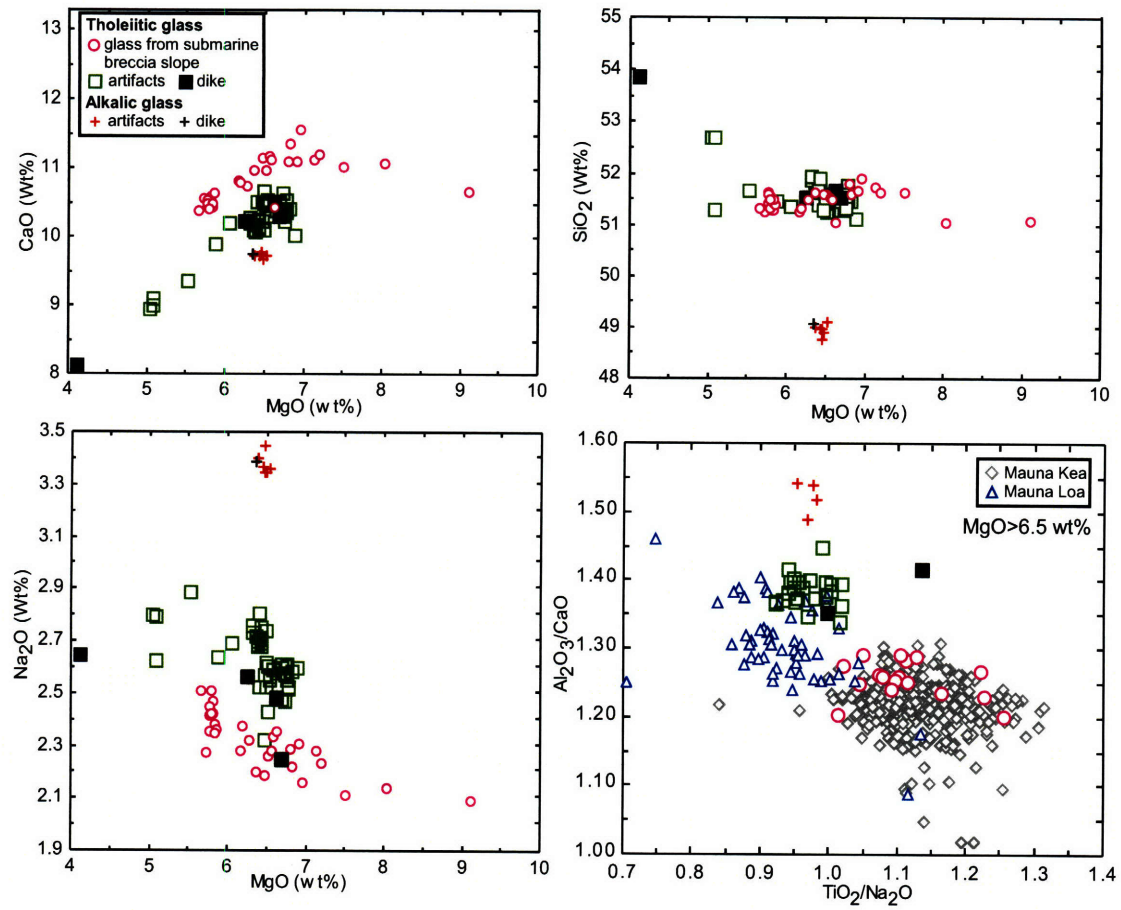 13
12
11
10
9
8
CaO (Wt%)
4 5 6 7 8 9 10
MgO (wt%)
Tholeiitic glass
glass from submarine
breccia slope
artifacts dike
Alkalic glass
artifacts dike
55
54
53
52
51
50
49
48
SiO2 (Wt%)
4 5 6 7 8 9 10
MgO (wt%)
3.5
3.3
3.1
2.9
2.7
2.5
2.3
2.1
1.9
Na2O (Wt%)
4 5 6 7 8 9 10
MgO (wt%)
1.60
1.50
1.40
1.30
1.20
1.10
1.00
Al2O3/CaO
0.7 0.8 0.9 1.0 1.1 1.2 1.3 1.4
TiO2/Na2O
Mauna Kea
Mauna Loa
MgO>6.5 wt%